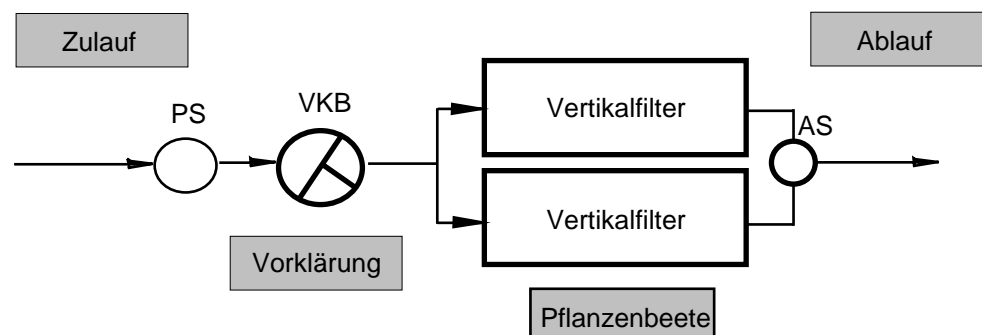 Zulauf
Ablauf
PS
VKB
Vertikalfilter
AS
Vertikalfilter
Vorklärung
Pflanzenbeete